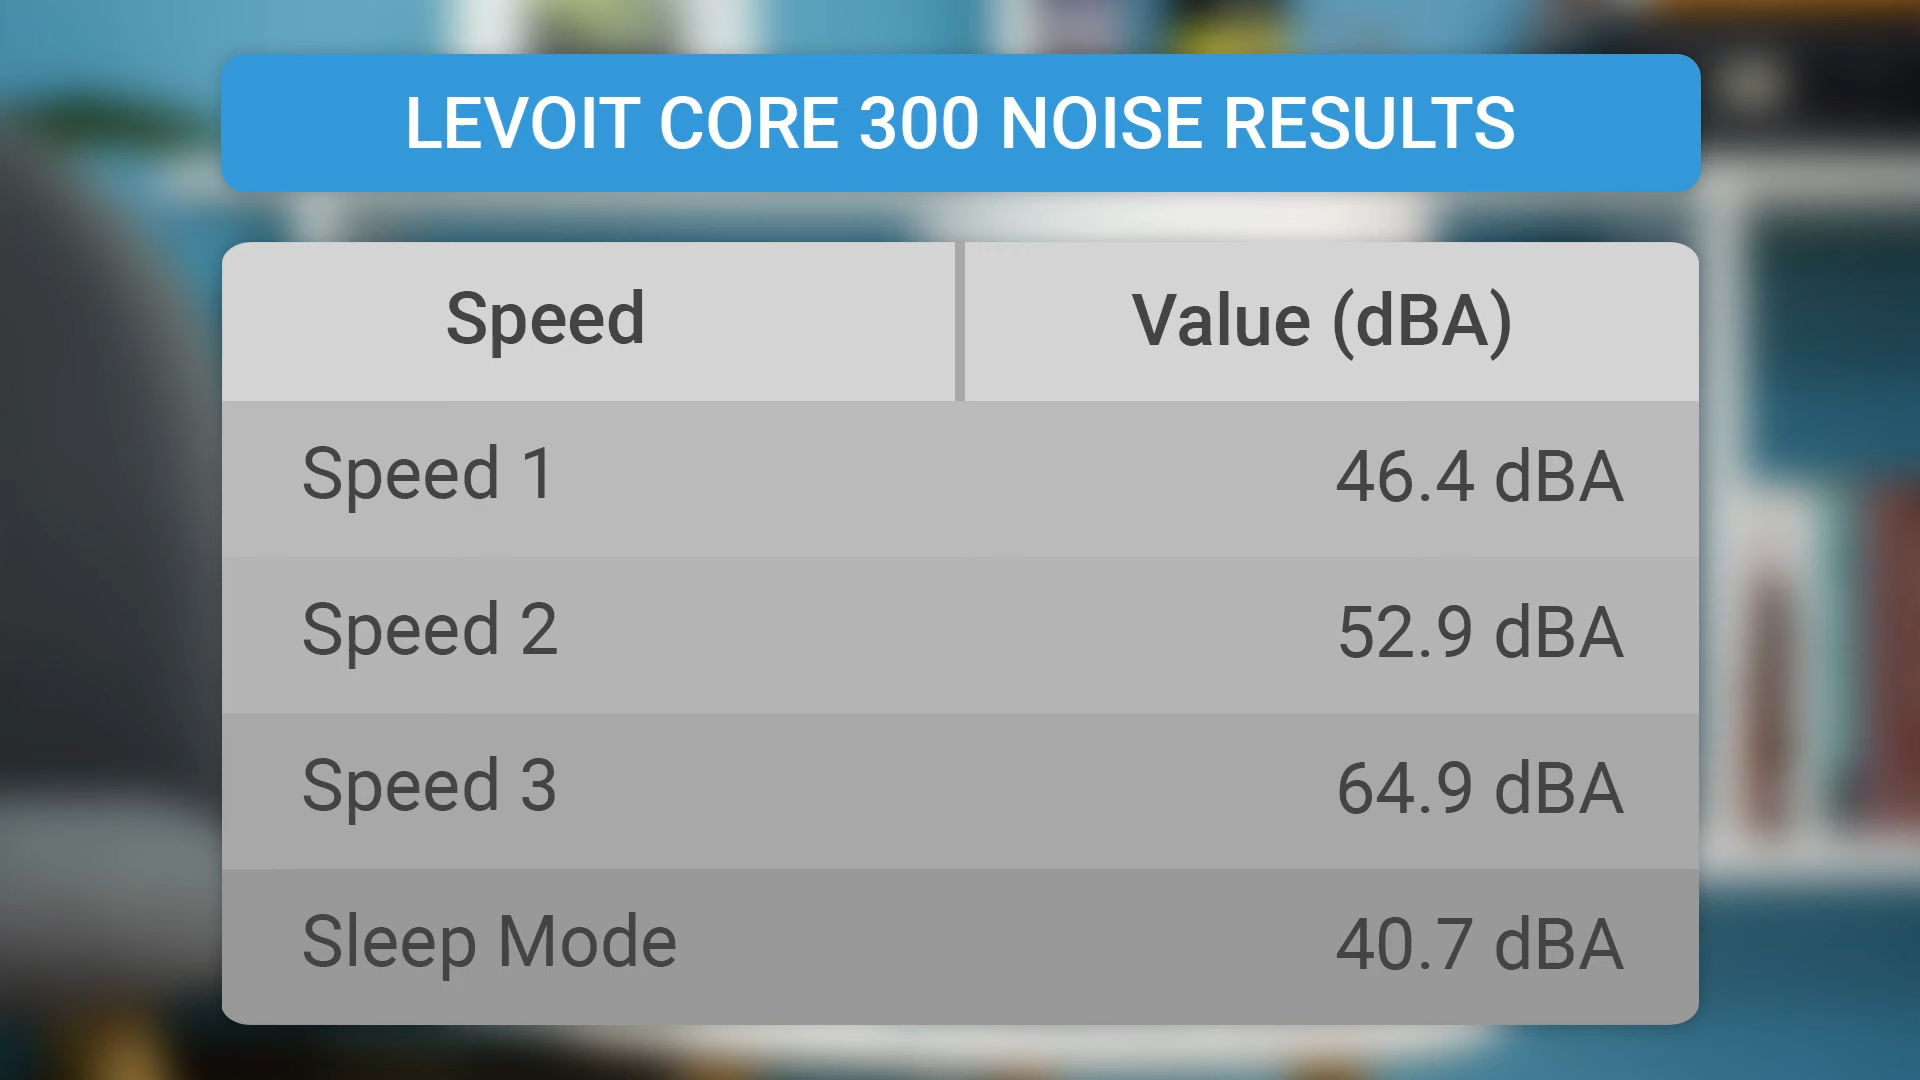 LEVOIT CORE 300 NOISE RESULTS
Speed Value (dBA)
Speed 1 46.4 dBA
Speed 2 52.9 dBA
Speed 3 64.9 dBA
Sleep Mode 40.7 dBA